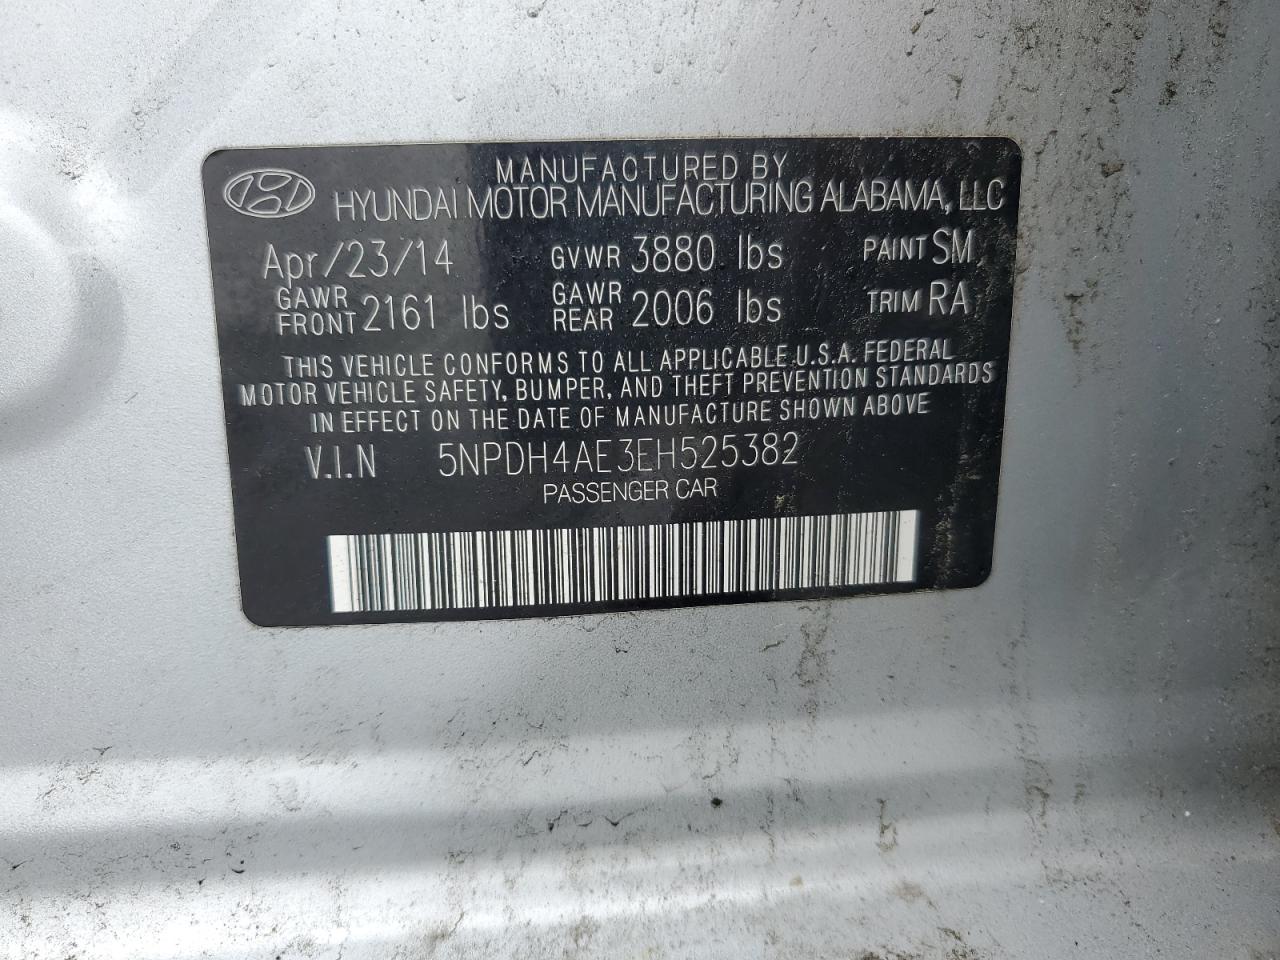 MANUFACTURED BY
HYUNDAI MOTOR MANUFACTURING ALABAMA, LLC
Apr/23/14 GVWR 3880 lbs PAINT SM
GAWR FRONT 2161 lbs GAWR REAR 2006 lbs TRIM RA
THIS VEHICLE CONFORMS TO ALL APPLICABLE U.S.A. FEDERAL
MOTOR VEHICLE SAFETY, BUMPER, AND THEFT PREVENTION STANDARDS
IN EFFECT ON THE DATE OF MANUFACTURE SHOWN ABOVE
V.I.N 5NPDH4AE3EH525382
PASSENGER CAR